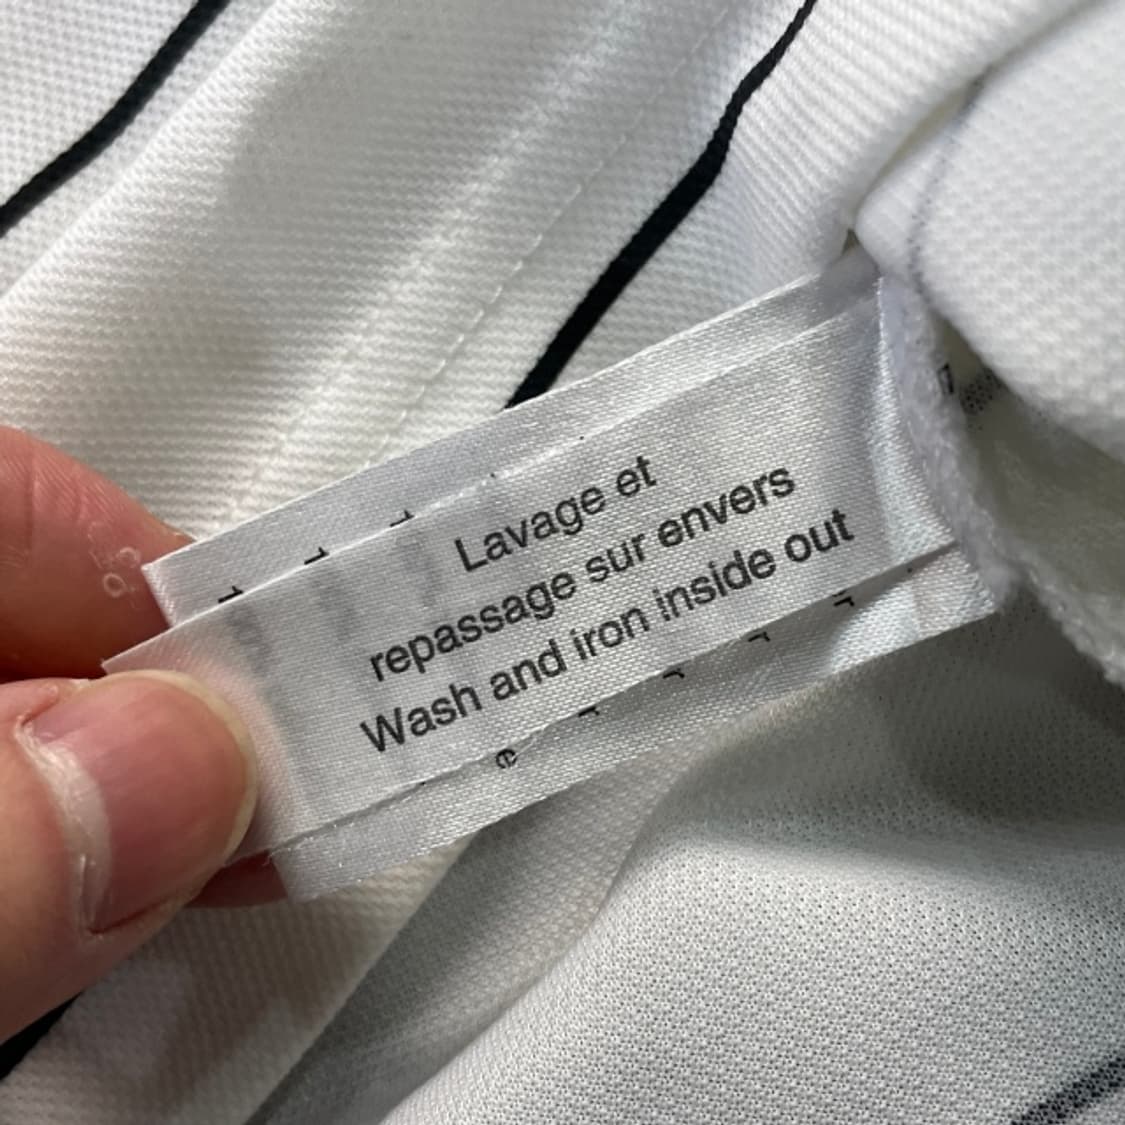 Lavage et
repassage sur envers
Wash and iron inside out